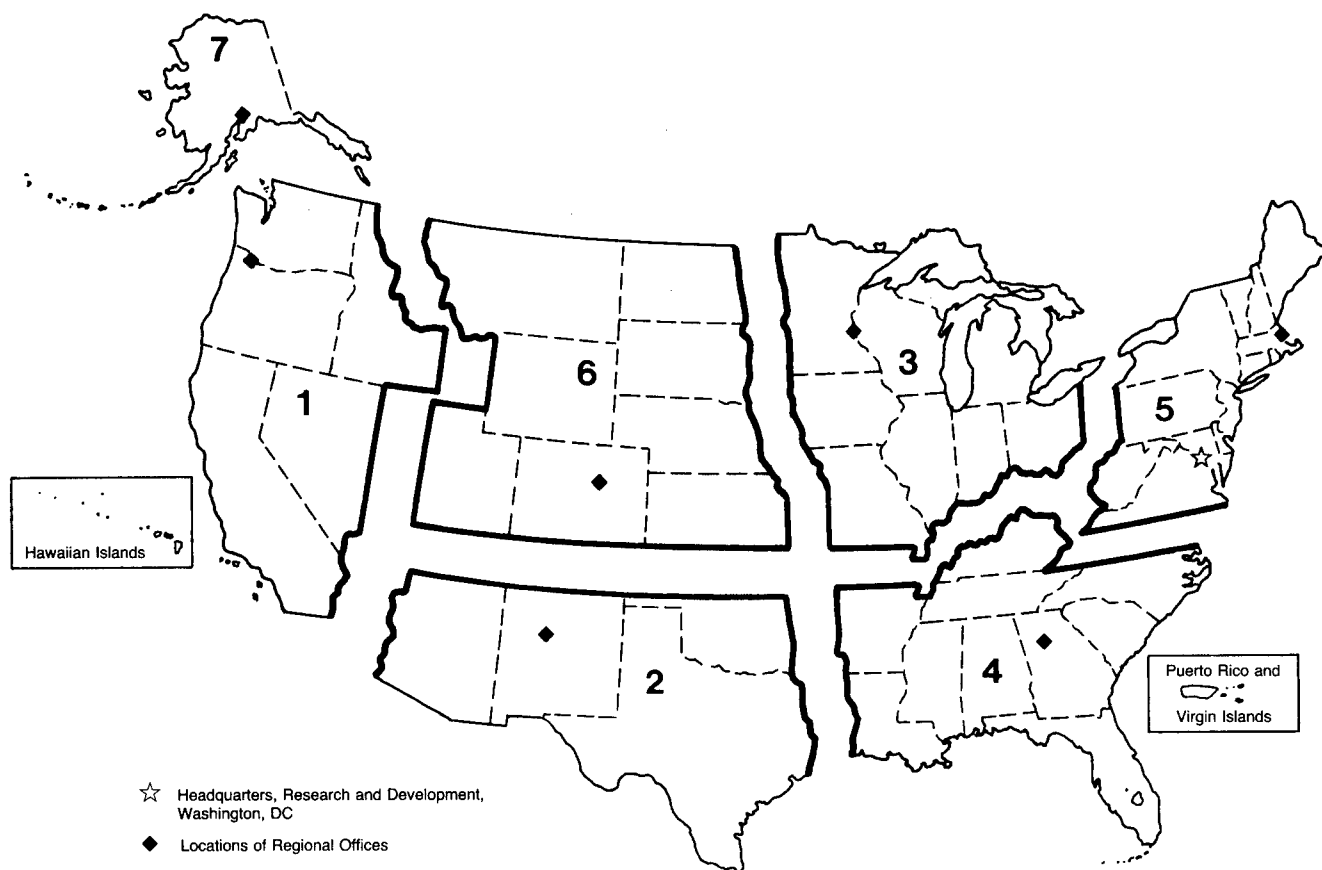 7
6
3
1
5
Hawaiian Islands
2
4
Puerto Rico and
Virgin Islands
Headquarters, Research and Development,
Washington, DC
Locations of Regional Offices